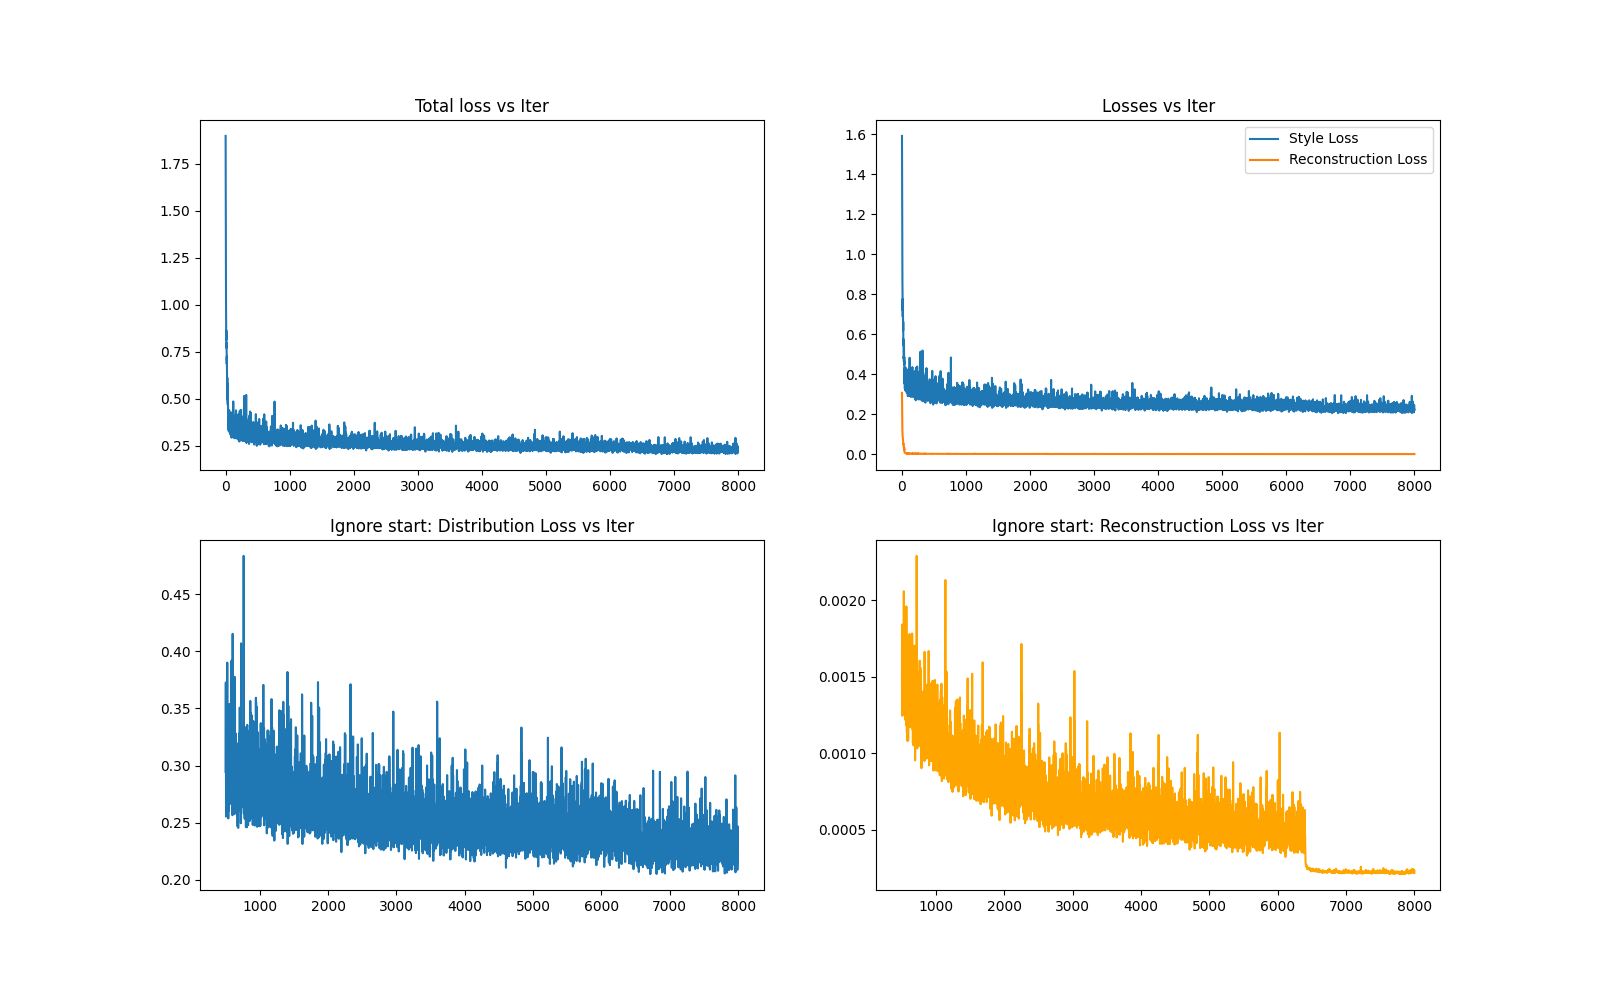 Total loss vs Iter
1.75
1.50
1.25
1.00
0.75
0.50
0.25
0 1000 2000 3000 4000 5000 6000 7000 8000
Losses vs Iter
Style Loss
Reconstruction Loss
1.6
1.4
1.2
1.0
0.8
0.6
0.4
0.2
0.0
0 1000 2000 3000 4000 5000 6000 7000 8000
Ignore start: Distribution Loss vs Iter
0.45
0.40
0.35
0.30
0.25
0.20
1000 2000 3000 4000 5000 6000 7000 8000
Ignore start: Reconstruction Loss vs Iter
0.0020
0.0015
0.0010
0.0005
1000 2000 3000 4000 5000 6000 7000 8000